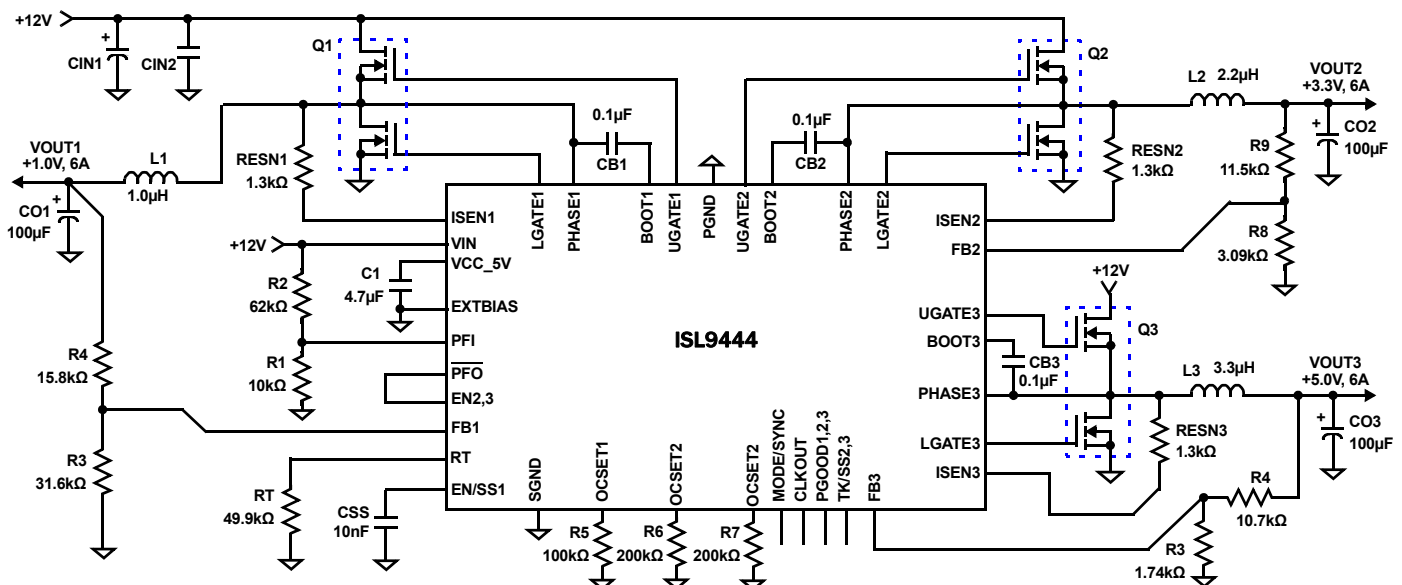 +12V
+
CIN1
CIN2
Q1
Q2
L2 2.2µH
VOUT2
+3.3V, 6A
VOUT1
+1.0V, 6A
L1
1.0µH
RESN1
1.3kΩ
0.1µF
CB1
0.1µF
CB2
RESN2
1.3kΩ
R9
11.5kΩ
+
CO2
100µF
+
CO1
100µF
LGATE1
PHASE1
BOOT1
UGATE1
PGND
UGATE2
BOOT2
PHASE2
LGATE2
ISEN1
ISEN2
+12V
VIN
FB2
R8
3.09kΩ
VCC_5V
C1
4.7µF
R2
62kΩ
EXTBIAS
+12V
UGATE3
Q3
ISL9444
PFI
BOOT3
CB3
0.1µF
R4
15.8kΩ
R1
10kΩ
PFO
EN2,3
PHASE3
L3
3.3µH
VOUT3
+5.0V, 6A
FB1
LGATE3
RESN3
1.3kΩ
+
CO3
100µF
R3
31.6kΩ
RT
ISEN3
RT
49.9kΩ
EN/SS1
CSS
10nF
SGND
OCSET1
OCSET2
OCSET2
MODE/SYNC
CLKOUT
PGOOD1,2,3
TK/SS2,3
FB3
R4
10.7kΩ
R5
100kΩ
R6
200kΩ
R7
200kΩ
R3
1.74kΩ